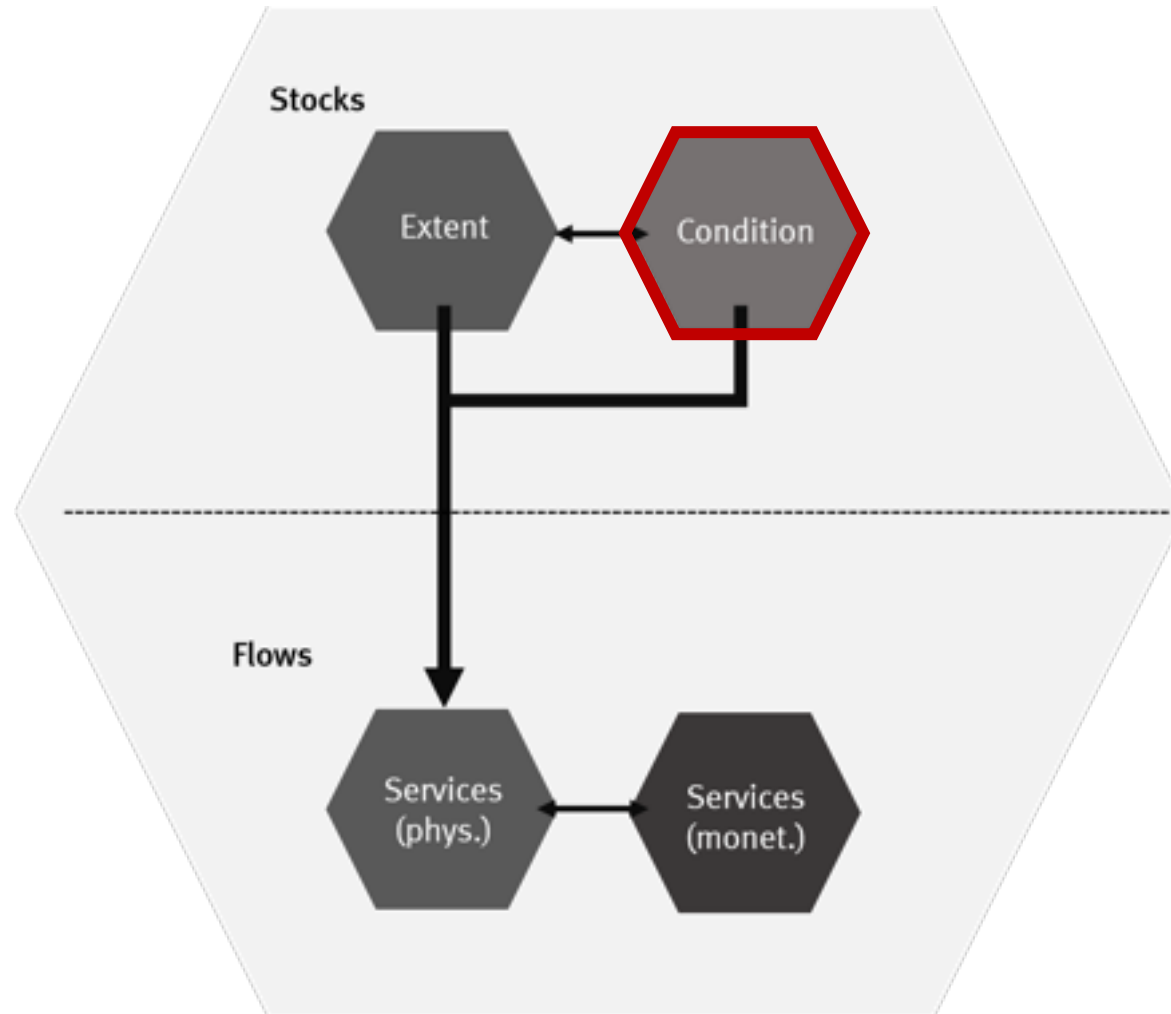 Stocks
Extent
Condition
Flows
Services
(phys.)
Services
(monet.)